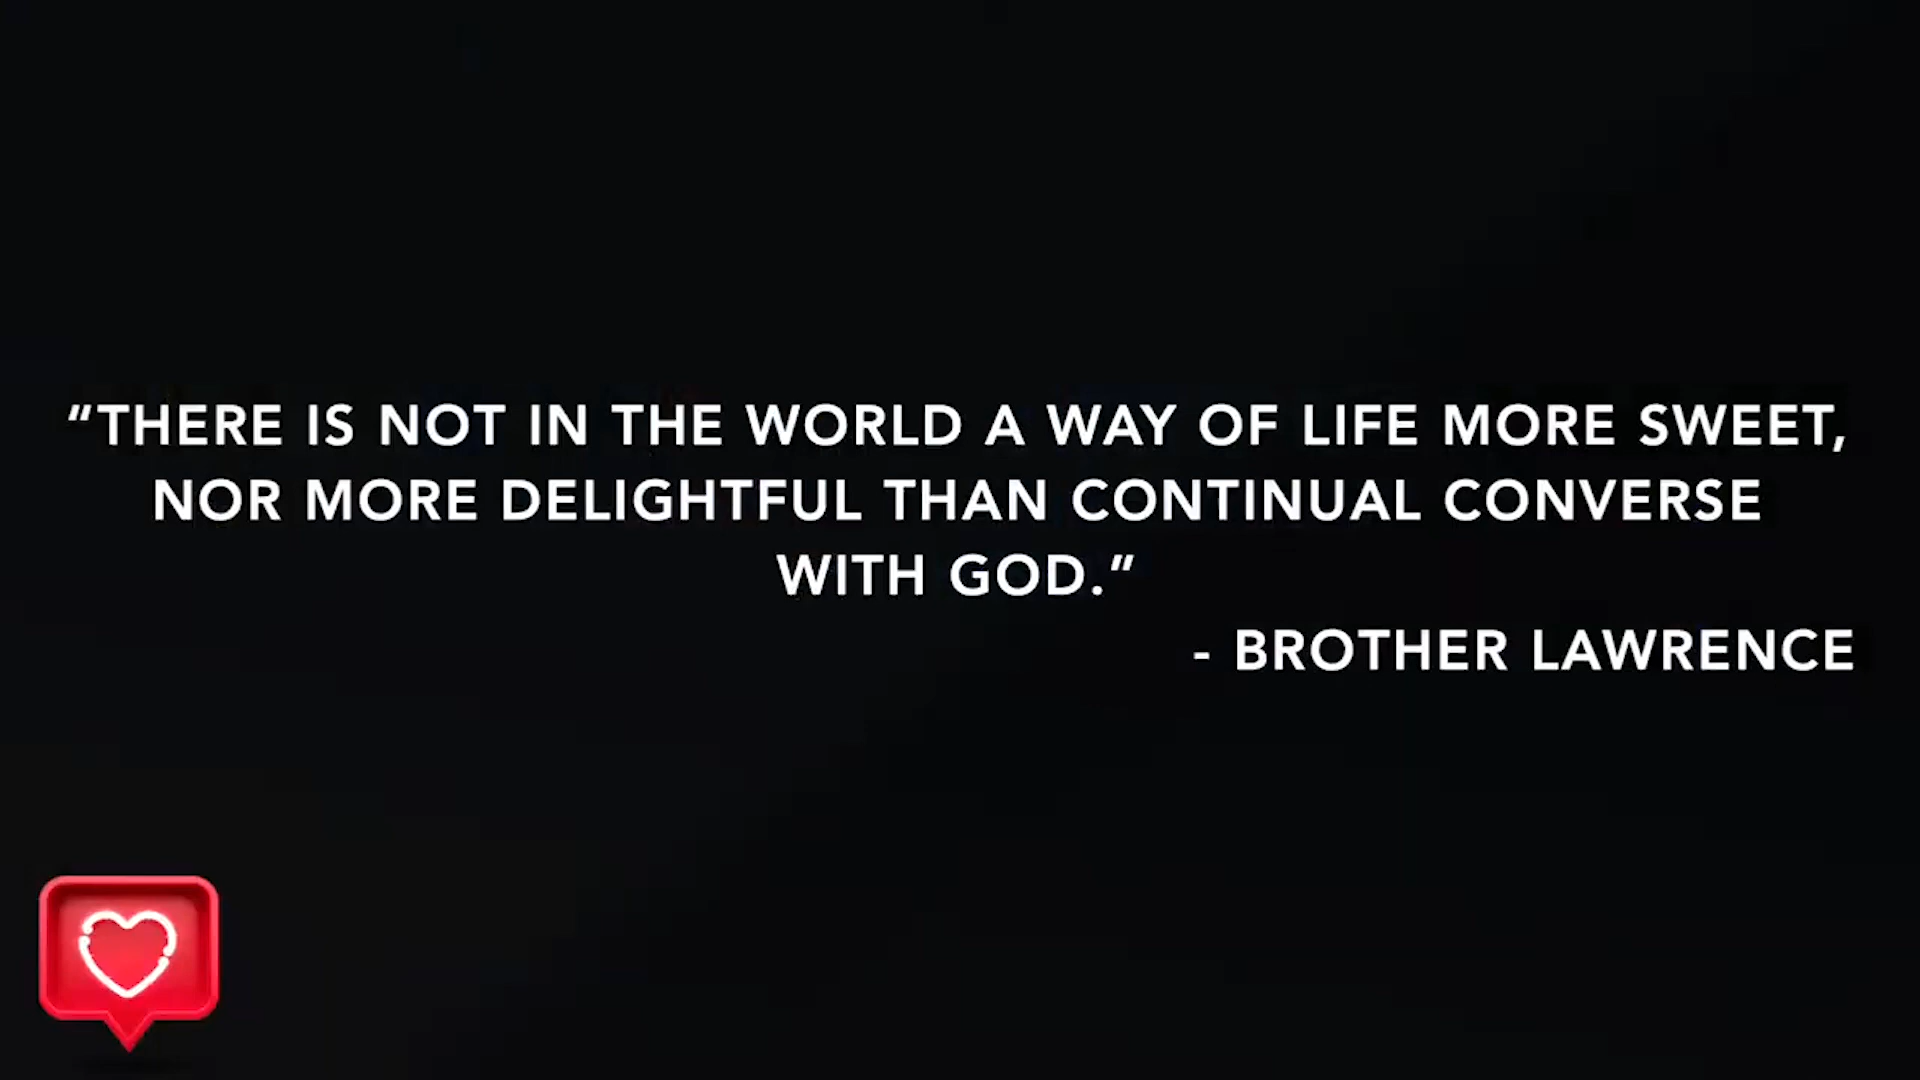 “THERE IS NOT IN THE WORLD A WAY OF LIFE MORE SWEET,
NOR MORE DELIGHTFUL THAN CONTINUAL CONVERSE
WITH GOD.”
- BROTHER LAWRENCE